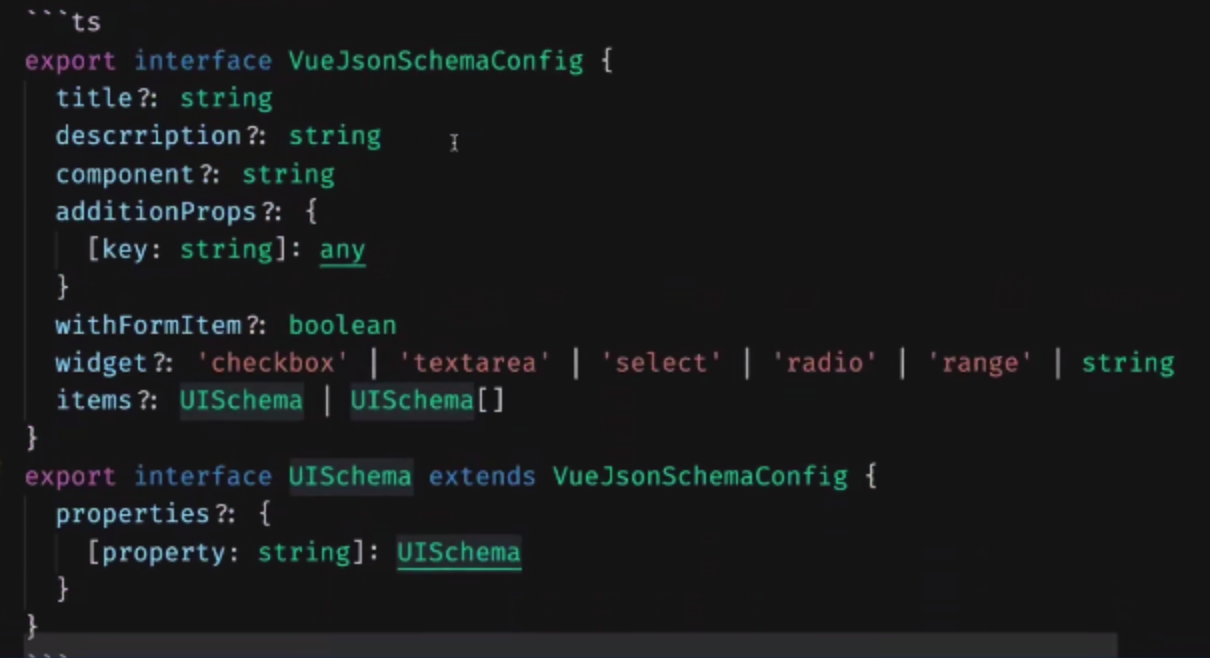 ```ts
export interface VueJsonSchemaConfig {
  title?: string
  descrription?: string
  component?: string
  additionProps?: {
    [key: string]: any
  }
  withFormItem?: boolean
  widget?: 'checkbox' | 'textarea' | 'select' | 'radio' | 'range' | string
  items?: UISchema | UISchema[]
}
export interface UISchema extends VueJsonSchemaConfig {
  properties?: {
    [property: string]: UISchema
  }
}
```